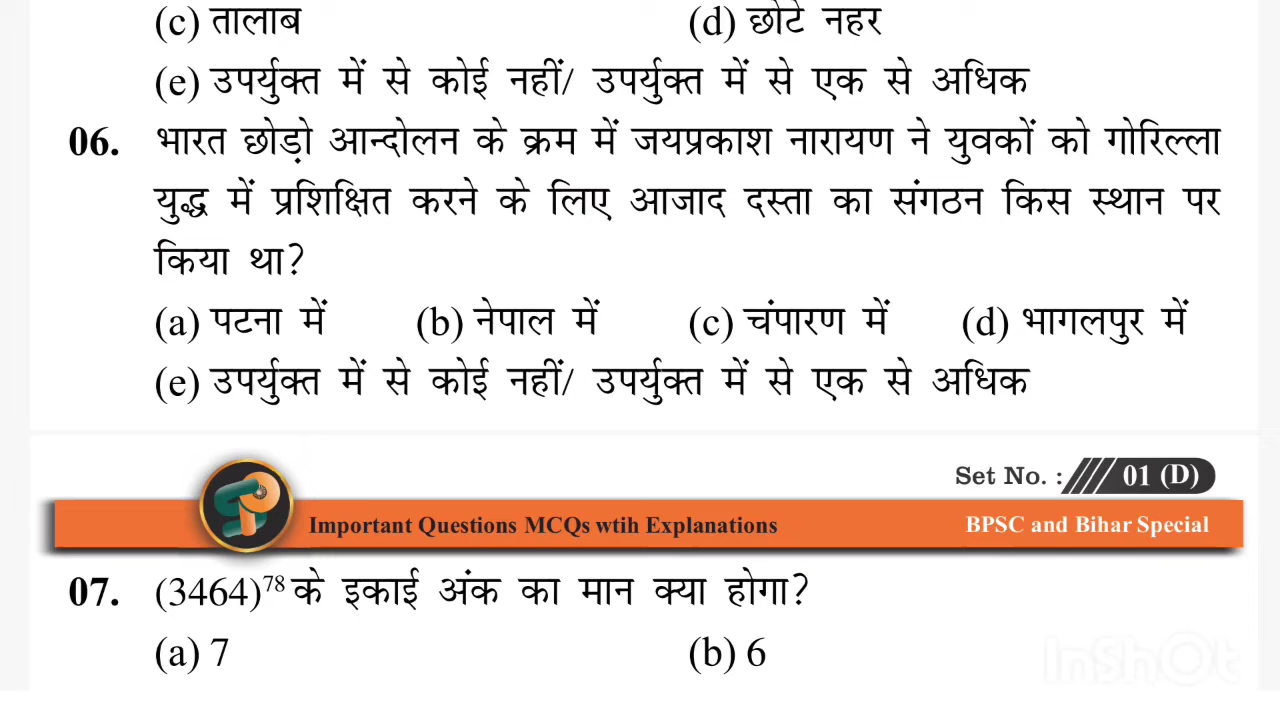 (c) तालाब (d) छोटे नहर
(e) उपर्युक्त में से कोई नहीं/ उपर्युक्त में से एक से अधिक
06. भारत छोड़ो आन्दोलन के क्रम में जयप्रकाश नारायण ने युवकों को गोरिल्ला
युद्ध में प्रशिक्षित करने के लिए आजाद दस्ता का संगठन किस स्थान पर
किया था?
(a) पटना में (b) नेपाल में (c) चंपारण में (d) भागलपुर में
(e) उपर्युक्त में से कोई नहीं/ उपर्युक्त में से एक से अधिक
Set No. : 01 (D)
Important Questions MCQs wtih Explanations BPSC and Bihar Special
07. (3464)⁷⁸ के इकाई अंक का मान क्या होगा?
(a) 7 (b) 6
InShOt